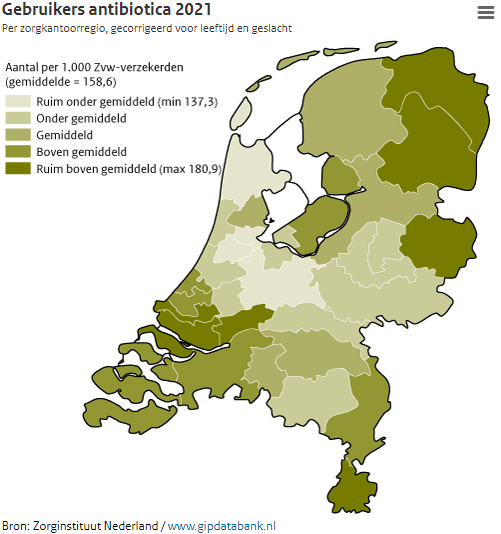 Gebruikers antibiotica 2021
Per zorgkantoorregio, gecorrigeerd voor leeftijd en geslacht
Aantal per 1.000 Zvw-verzekerden
(gemiddelde = 158,6)
Ruim onder gemiddeld (min 137,3)
Onder gemiddeld
Gemiddeld
Boven gemiddeld
Ruim boven gemiddeld (max 180,9)
Bron: Zorginstituut Nederland / www.gipdatabank.nl